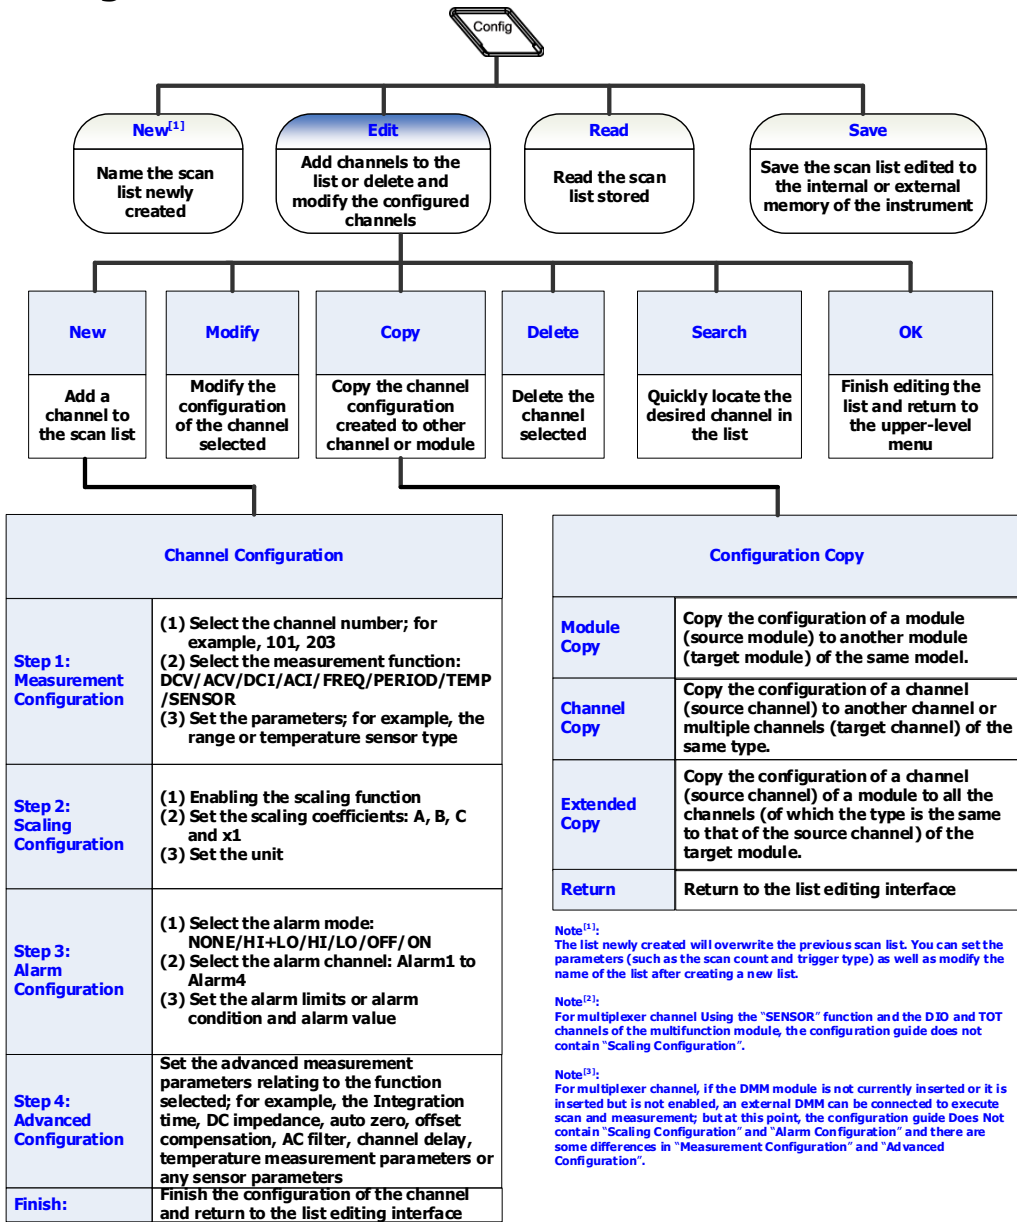 Config
New[1]
Name the scan
list newly
created
Edit
Add channels to the
list or delete and
modify the configured
channels
Read
Read the scan
list stored
Save
Save the scan list edited to
the internal or external
memory of the instrument
New
Add a
channel to
the scan list
Modify
Modify the
configuration
of the channel
selected
Copy
Copy the channel
configuration
created to other
channel or module
Delete
Delete the
channel
selected
Search
Quickly locate the
desired channel in
the list
OK
Finish editing the
list and return to
the upper-level
menu
Channel Configuration
Step 1:
Measurement
Configuration
(1) Select the channel number; for
example, 101, 203
(2) Select the measurement function:
DCV/ACV/DCI/ACI/FREQ/PERIOD/TEMP
/SENSOR
(3) Set the parameters; for example, the
range or temperature sensor type
Step 2:
Scaling
Configuration
(1) Enabling the scaling function
(2) Set the scaling coefficients: A, B, C
and x1
(3) Set the unit
Step 3:
Alarm
Configuration
(1) Select the alarm mode:
NONE/HI+LO/HI/LO/OFF/ON
(2) Select the alarm channel: Alarm1 to
Alarm4
(3) Set the alarm limits or alarm
condition and alarm value
Step 4:
Advanced
Configuration
Set the advanced measurement
parameters relating to the function
selected; for example, the Integration
time, DC impedance, auto zero, offset
compensation, AC filter, channel delay,
temperature measurement parameters or
any sensor parameters
Finish:
Finish the configuration of the channel
and return to the list editing interface
Configuration Copy
Module
Copy
Copy the configuration of a module
(source module) to another module
(target module) of the same model.
Channel
Copy
Copy the configuration of a channel
(source channel) to another channel or
multiple channels (target channel) of the
same type.
Extended
Copy
Copy the configuration of a channel
(source channel) of a module to all the
channels (of which the type is the same
to that of the source channel) of the
target module.
Return
Return to the list editing interface
Note[1]:
The list newly created will overwrite the previous scan list. You can set the
parameters (such as the scan count and trigger type) as well as modify the
name of the list after creating a new list.
Note[2]:
For multiplexer channel Using the “SENSOR” function and the DIO and TOT
channels of the multifunction module, the configuration guide does not
contain “Scaling Configuration”.
Note[3]:
For multiplexer channel, if the DMM module is not currently inserted or it is
inserted but is not enabled, an external DMM can be connected to execute
scan and measurement; but at this point, the configuration guide Does Not
contain “Scaling Configuration” and “Alarm Configuration” and there are
some differences in “Measurement Configuration” and “Advanced
Configuration”.